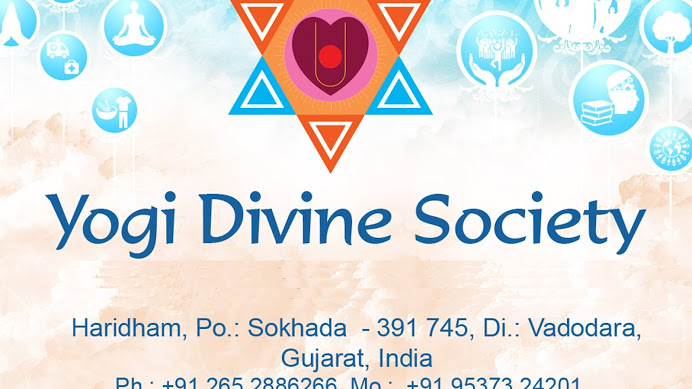 Yogi Divine Society
Haridham, Po.: Sokhada - 391 745, Di.: Vadodara,
Gujarat, India
Ph.: +91 265 2886266, Mo.: +91 95373 24201